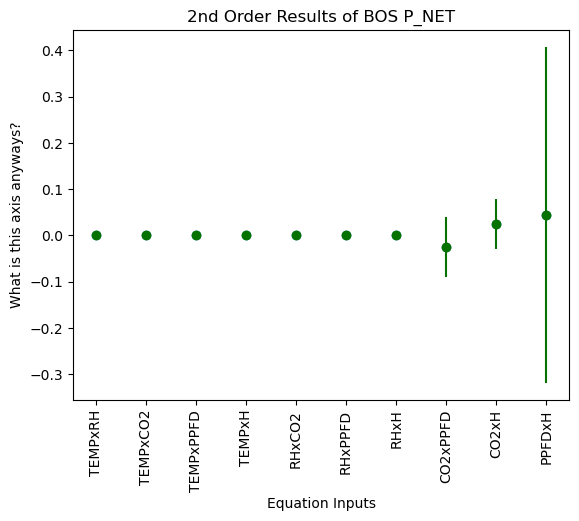 2nd Order Results of BOS P_NET
What is this axis anyways?
0.4
0.3
0.2
0.1
0.0
−0.1
−0.2
−0.3
TEMPxRH
TEMPxCO2
TEMPxPPFD
TEMPxH
RHxCO2
RHxPPFD
RHxH
CO2xPPFD
CO2xH
PPFDxH
Equation Inputs